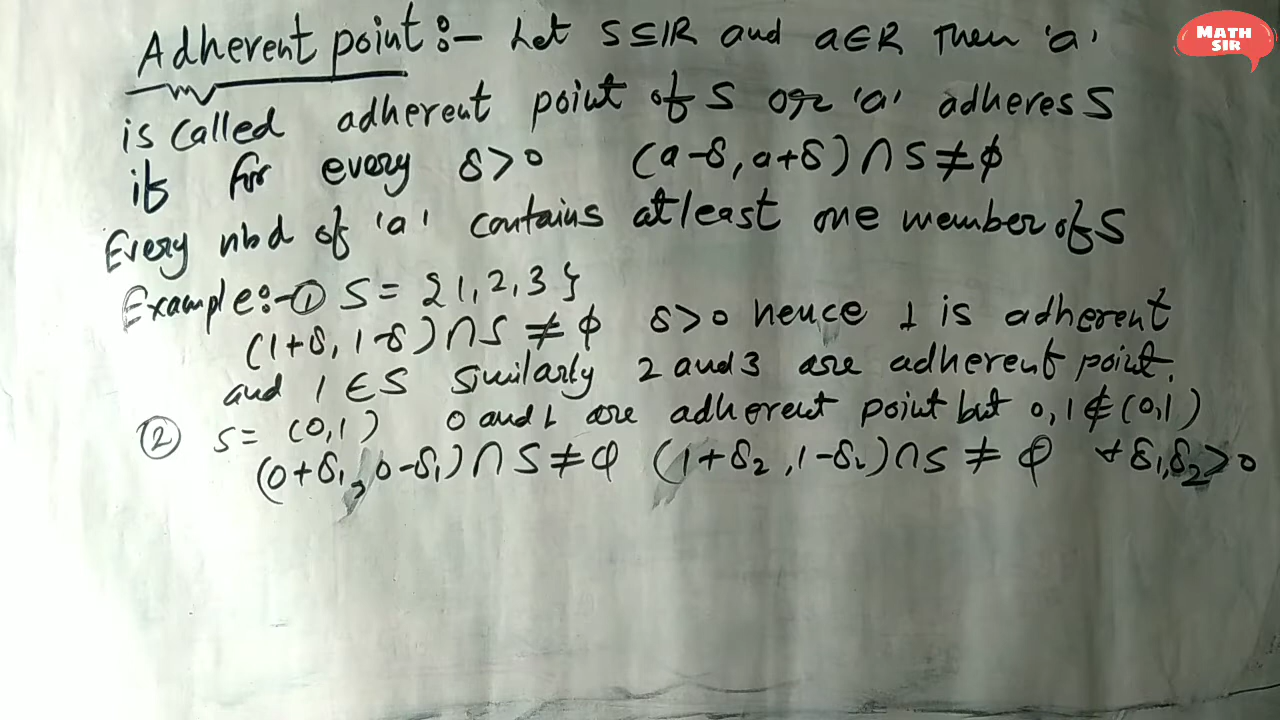 Adherent point :- Let S⊆IR and a∈R Then 'a'
is called adherent point of S or 'a' adheres S
if for every δ>0 (a-δ, a+δ)∩S≠ϕ
Every nbd of 'a' contains atleast one member of S
Example:-① S = {1,2,3}
(1+δ, 1-δ)∩S ≠ ϕ δ>0 hence 1 is adherent
and 1∈S Similarly 2 and 3 are adherent point.
② S= (0,1) 0 and 1 are adherent point but 0,1∉(0,1)
(0+δ₁, 0-δ₁)∩S≠ϕ (1+δ₂, 1-δ₂)∩S ≠ ϕ ∀ δ₁,δ₂>0
MATH
SIR